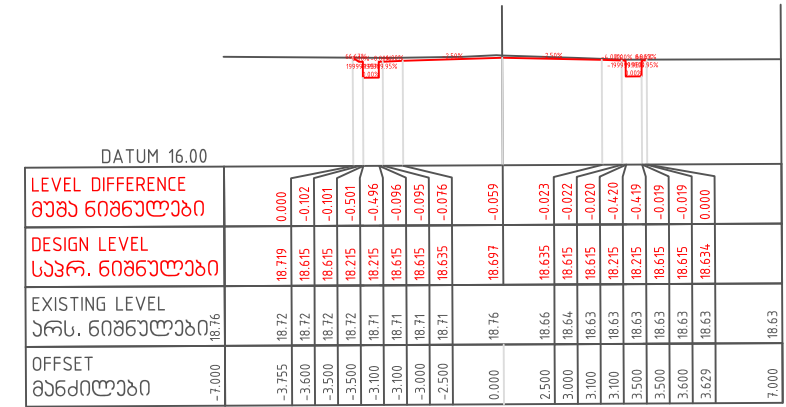 2.50% 2.50%
DATUM 16.00
LEVEL DIFFERENCE
მუშა ნიშნულები
0.000 -0.102 -0.101 -0.501 -0.496 -0.096 -0.095 -0.076 -0.059 -0.023 -0.022 -0.020 -0.420 -0.419 -0.019 -0.019 0.000
DESIGN LEVEL
საპრ. ნიშნულები
18.719 18.615 18.615 18.215 18.215 18.615 18.615 18.635 18.697 18.635 18.615 18.615 18.215 18.215 18.615 18.615 18.634
EXISTING LEVEL
არს. ნიშნულები
18.76 18.72 18.72 18.72 18.72 18.71 18.71 18.71 18.71 18.76 18.66 18.64 18.63 18.63 18.63 18.63 18.63 18.63 18.63
OFFSET
მანძილები
-7.000 -3.755 -3.600 -3.500 -3.500 -3.100 -3.100 -3.000 -2.500 0.000 2.500 3.000 3.100 3.100 3.500 3.500 3.600 3.629 7.000